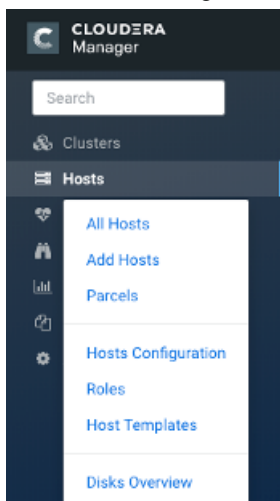 C CLOUDERA
Manager
Search
Clusters
Hosts
All Hosts
Add Hosts
Parcels
Hosts Configuration
Roles
Host Templates
Disks Overview